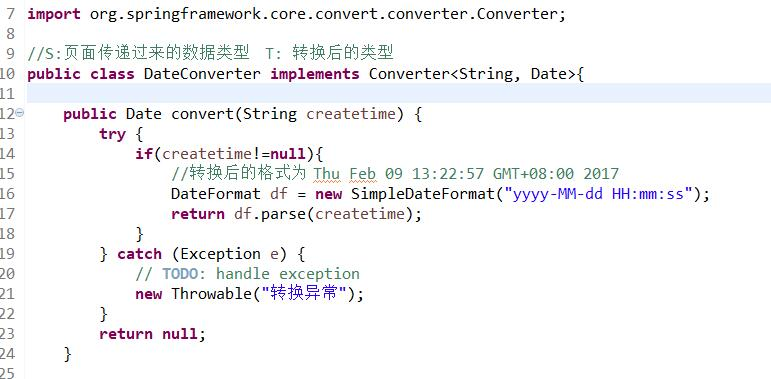 7 import org.springframework.core.convert.converter.Converter;
8
9 //S:页面传递过来的数据类型 T: 转换后的类型
10 public class DateConverter implements Converter<String, Date>{
11
12 public Date convert(String createtime) {
13 try {
14 if(createtime!=null){
15 //转换后的格式为 Thu Feb 09 13:22:57 GMT+08:00 2017
16 DateFormat df = new SimpleDateFormat("yyyy-MM-dd HH:mm:ss");
17 return df.parse(createtime);
18 }
19 } catch (Exception e) {
20 // TODO: handle exception
21 new Throwable("转换异常");
22 }
23 return null;
24 }
25